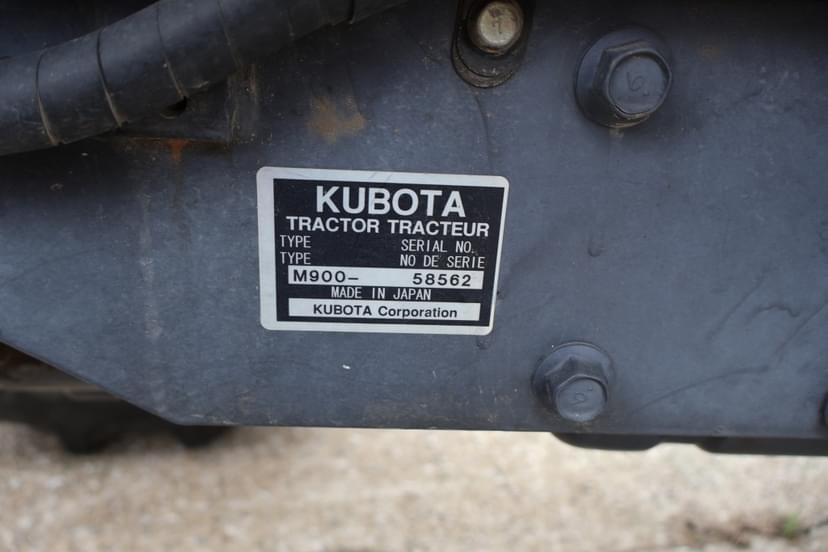 KUBOTA
TRACTOR TRACTEUR
TYPE SERIAL NO.
TYPE NO DE SERIE
M900- 58562
MADE IN JAPAN
KUBOTA Corporation